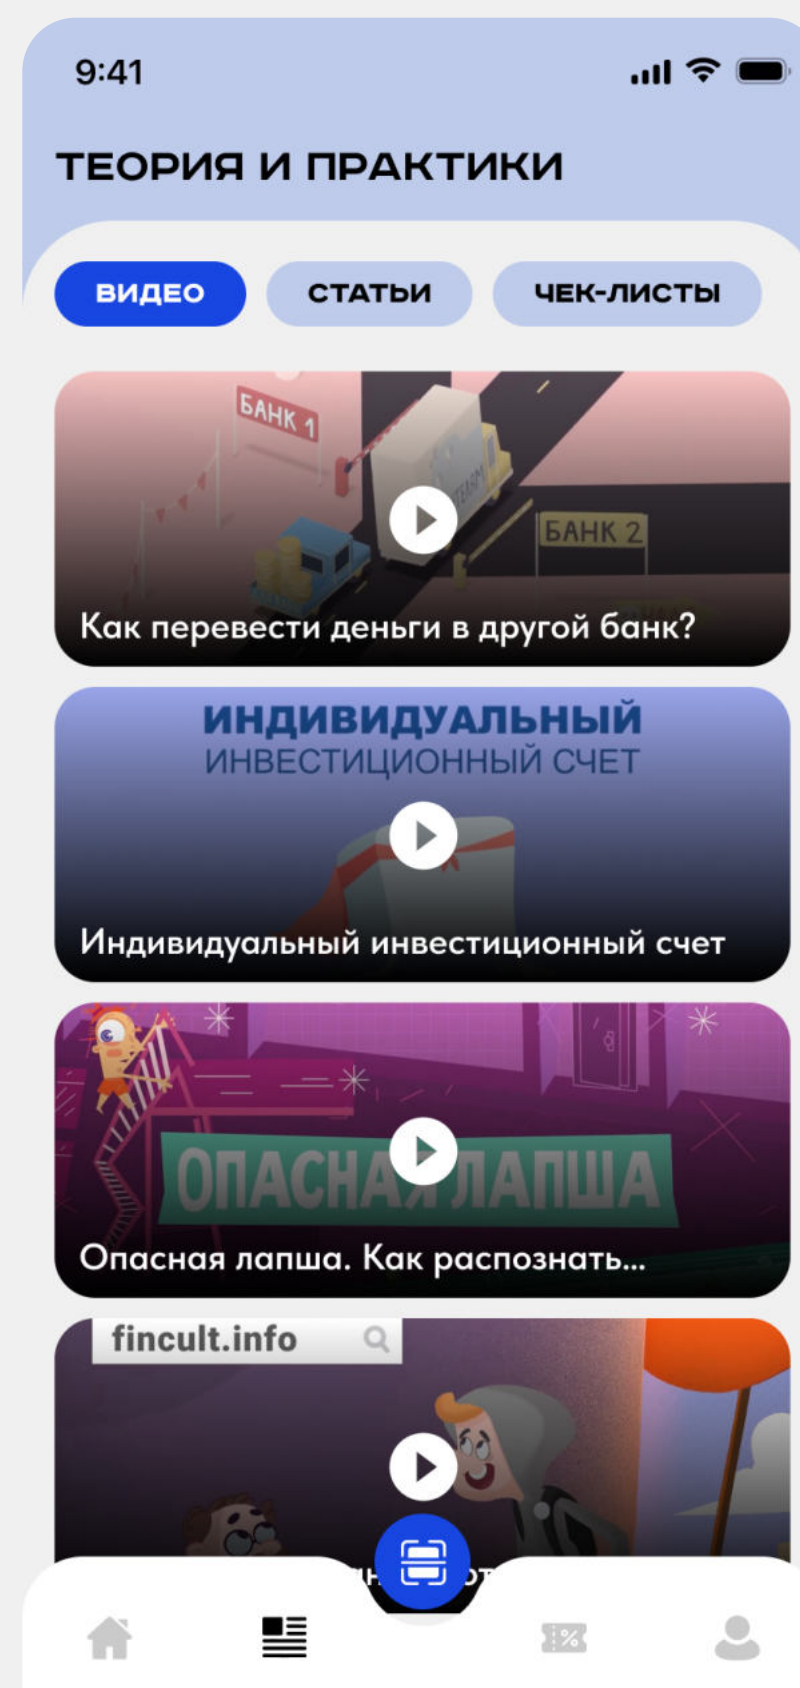 9:41
ТЕОРИЯ И ПРАКТИКИ
ВИДЕО
СТАТЬИ
ЧЕК-ЛИСТЫ
БАНК 1
БАНК 2
Как перевести деньги в другой банк?
ИНДИВИДУАЛЬНЫЙ
ИНВЕСТИЦИОННЫЙ СЧЕТ
Индивидуальный инвестиционный счет
ОПАСНАЯ ЛАПША
Опасная лапша. Как распознать...
fincult.info